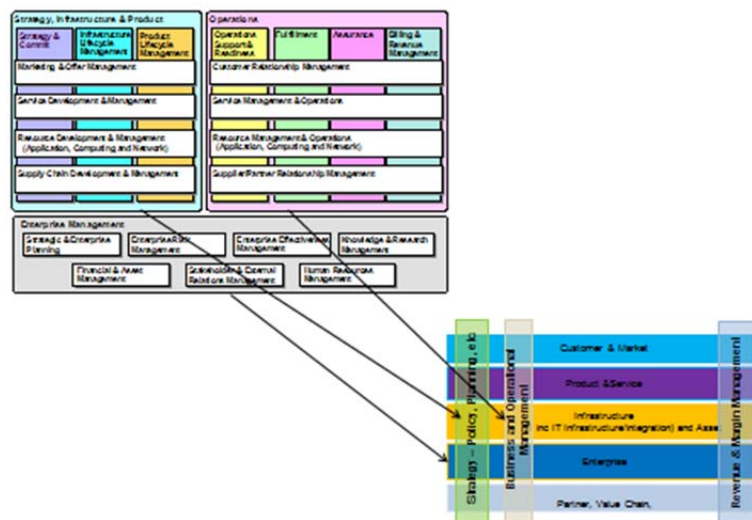 Strategy, Infrastructure & Product
Operations
Strategy &
Commit
Infrastructure
Lifecycle
Management
Product
Lifecycle
Management
Operations
Support &
Readiness
Fulfillment
Assurance
Billing &
Revenue
Management
Marketing & Offer Management
Customer Relationship Management
Service Development & Management
Service Management & Operations
Resource Development & Management
(Application, Computing and Network)
Resource Management & Operations
(Application, Computing and Network)
Supply Chain Development & Management
Supplier/Partner Relationship Management
Enterprise Management
Strategic & Enterprise
Planning
Enterprise Risk
Management
Enterprise Effectiveness
Management
Knowledge & Research
Management
Financial & Asset
Management
Stakeholder & External
Relations Management
Human Resources
Management
Strategy – Policy, Planning, etc
Business and Operational
Management
Revenue & Margin Management
Customer & Market
Product & Service
Infrastructure
inc IT Infrastructure/Integration) and Asse
Enterprise
Partner, Value Chain,